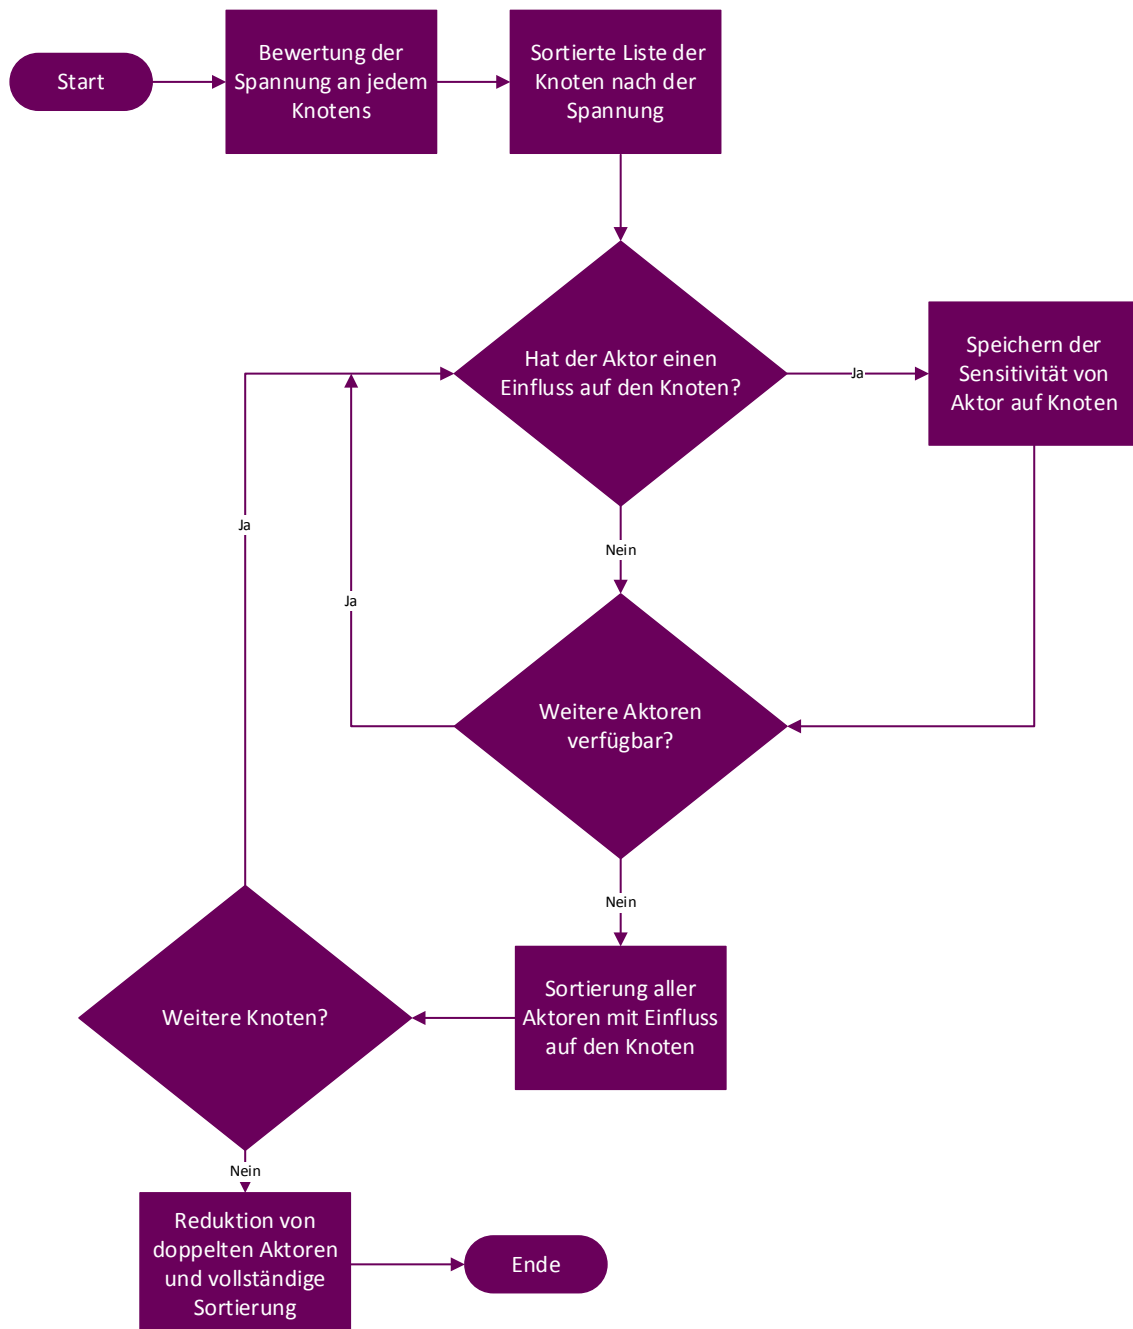 Start
Bewertung der
Spannung an jedem
Knotens
Sortierte Liste der
Knoten nach der
Spannung
Hat der Aktor einen
Einfluss auf den Knoten?
Ja
Speichern der
Sensitivität von
Aktor auf Knoten
Ja
Nein
Ja
Weitere Aktoren
verfügbar?
Nein
Sortierung aller
Aktoren mit Einfluss
auf den Knoten
Weitere Knoten?
Nein
Reduktion von
doppelten Aktoren
und vollständige
Sortierung
Ende